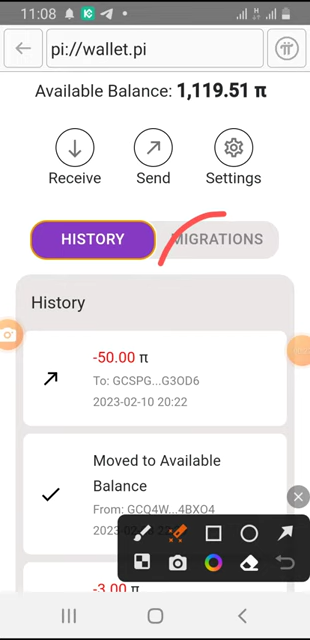 11:08
pi://wallet.pi
Available Balance: 1,119.51 π
Receive Send Settings
HISTORY MIGRATIONS
History
-50.00 π
To: GCSPG...G3OD6
2023-02-10 20:22
Moved to Available
Balance
From: GCQ4W...4BXO4
-3.00 π